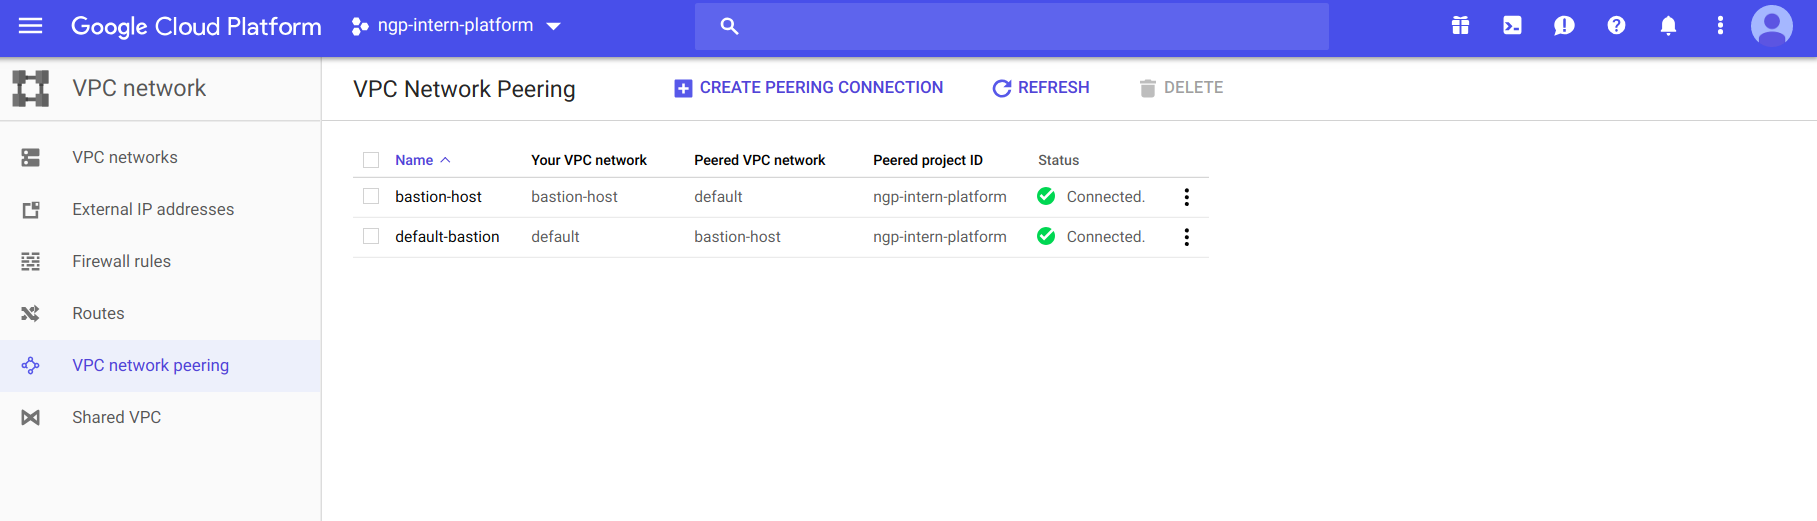 Google Cloud Platform ngp-intern-platform
VPC network
VPC Network Peering CREATE PEERING CONNECTION REFRESH DELETE
VPC networks
External IP addresses
Firewall rules
Routes
VPC network peering
Shared VPC
Name Your VPC network Peered VPC network Peered project ID Status
bastion-host bastion-host default ngp-intern-platform Connected.
default-bastion default bastion-host ngp-intern-platform Connected.